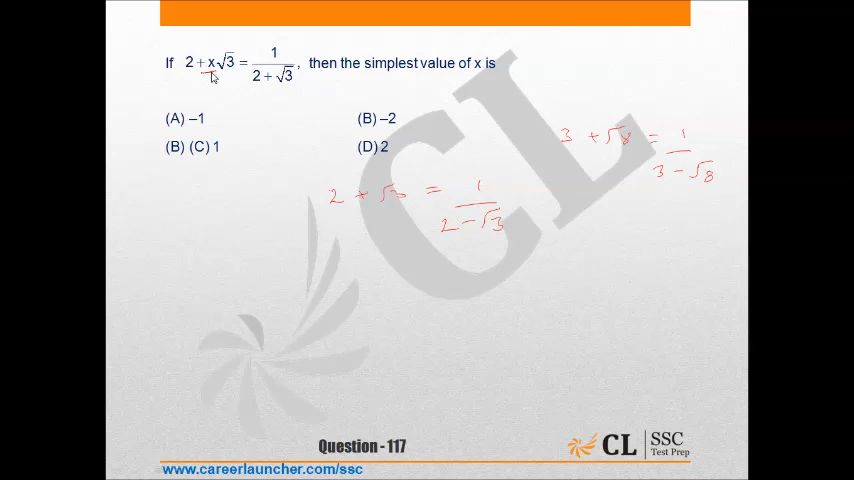 If 2 + x√3 = 1/(2 + √3), then the simplest value of x is
(A) –1 (B) –2
(B) (C) 1 (D) 2
3 + √8 = 1/(3 – √8)
2 + √3 = 1/(2 – √3)
CL
Question - 117
CL SSC Test Prep
www.careerlauncher.com/ssc